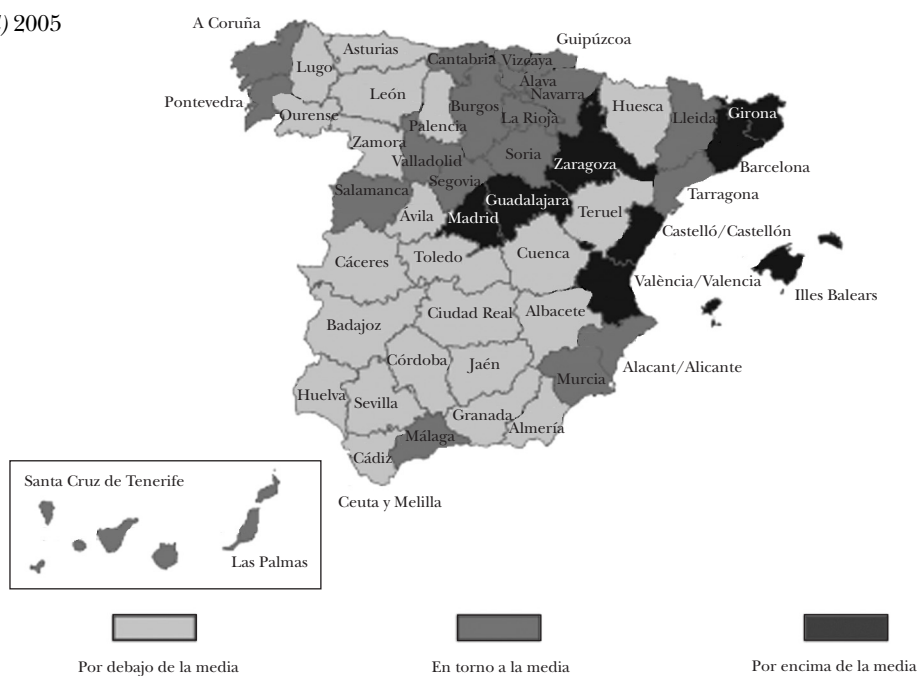 ) 2005
A Coruña
Asturias
Guipúzcoa
Cantabria
Vizcaya
Lugo
Álava
Navarra
León
Pontevedra
Burgos
Huesca
Girona
Ourense
La Rioja
Lleida
Palencia
Zamora
Soria
Valladolid
Zaragoza
Barcelona
Segovia
Salamanca
Tarragona
Guadalajara
Teruel
Ávila
Madrid
Castelló/Castellón
Cuenca
Toledo
Cáceres
València/Valencia
Illes Balears
Ciudad Real
Albacete
Badajoz
Córdoba
Jaén
Alacant/Alicante
Murcia
Huelva
Sevilla
Granada
Almería
Málaga
Cádiz
Ceuta y Melilla
Santa Cruz de Tenerife
Las Palmas
Por debajo de la media
En torno a la media
Por encima de la media